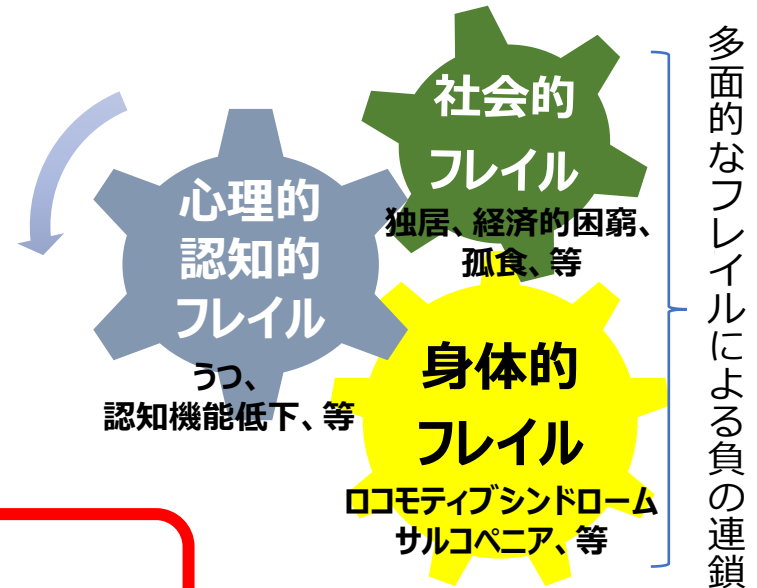 社会的
フレイル
独居、経済的困窮、
孤食、等
心理的
認知的
フレイル
うつ、
認知機能低下、等
身体的
フレイル
ロコモティブシンドローム
サルコペニア、等
多面的なフレイルによる負の連鎖